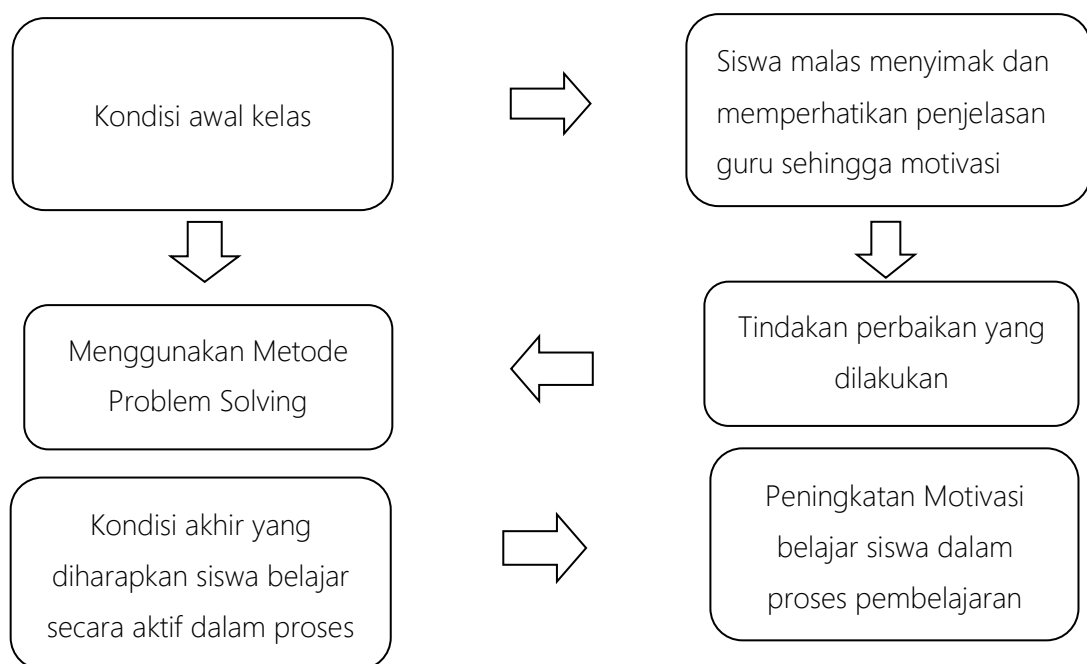 Kondisi awal kelas
Siswa malas menyimak dan
memperhatikan penjelasan
guru sehingga motivasi
Menggunakan Metode
Problem Solving
Tindakan perbaikan yang
dilakukan
Kondisi akhir yang
diharapkan siswa belajar
secara aktif dalam proses
Peningkatan Motivasi
belajar siswa dalam
proses pembelajaran